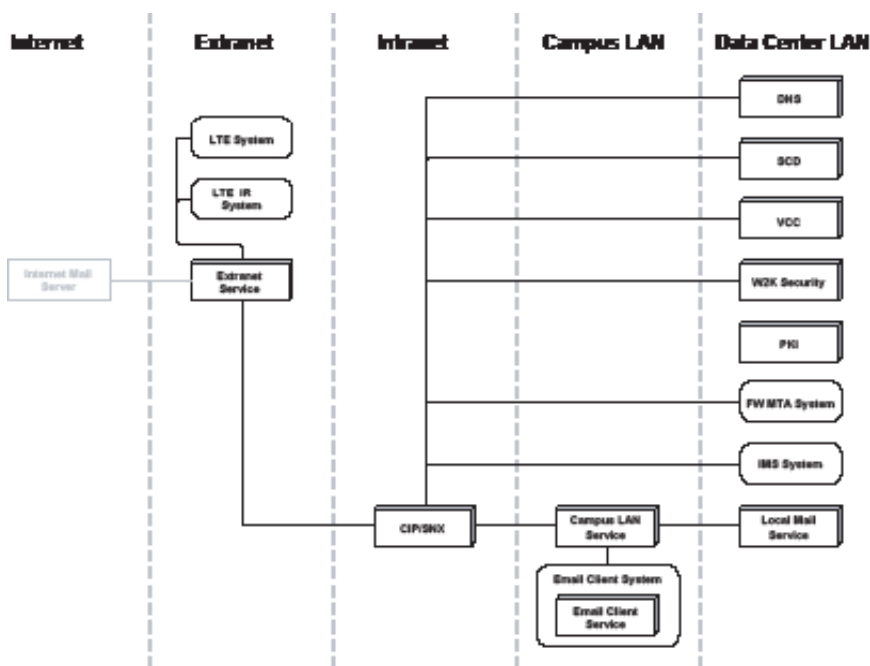 Internet Extranet Intranet Campus LAN Data Center LAN
DNS
LTE System
SCD
LTE IR
System
VCC
Internet Mail
Server
Extranet
Service
W2K Security
PKI
FW MTA System
IMS System
CIP/SNX
Campus LAN
Service
Local Mail
Service
Email Client System
Email Client
Service